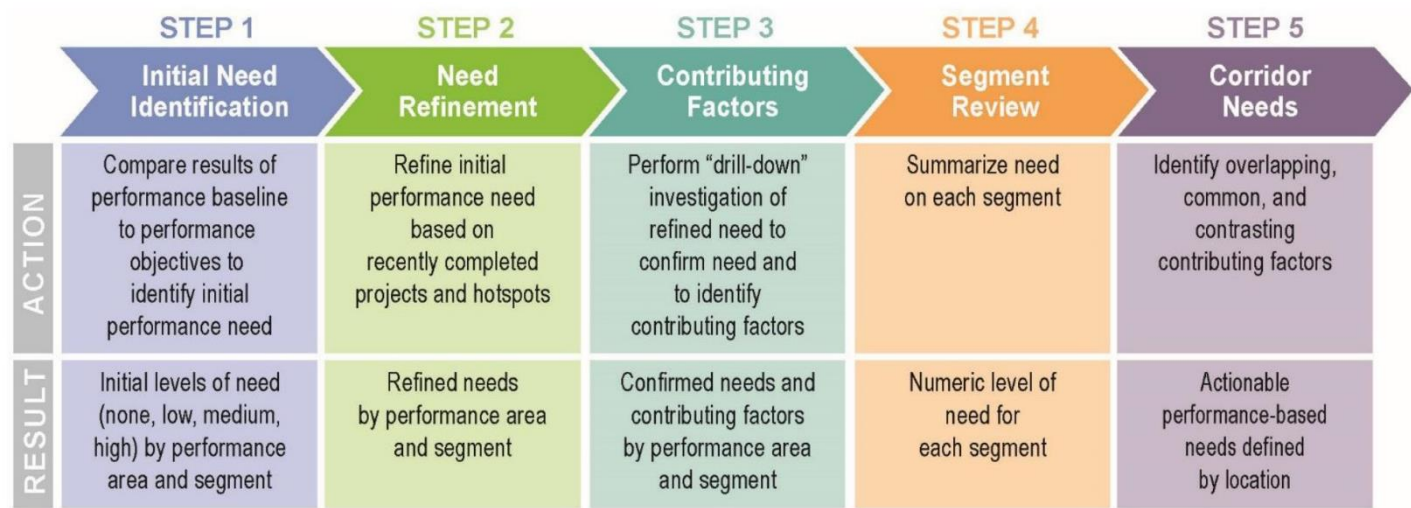 STEP 1
STEP 2
STEP 3
STEP 4
STEP 5
Initial Need
Identification
Need
Refinement
Contributing
Factors
Segment
Review
Corridor
Needs
ACTION
Compare results of
performance baseline
to performance
objectives to
identify initial
performance need
Refine initial
performance need
based on
recently completed
projects and hotspots
Perform “drill-down”
investigation of
refined need to
confirm need and
to identify
contributing factors
Summarize need
on each segment
Identify overlapping,
common, and
contrasting
contributing factors
RESULT
Initial levels of need
(none, low, medium,
high) by performance
area and segment
Refined needs
by performance area
and segment
Confirmed needs and
contributing factors
by performance area
and segment
Numeric level of
need for
each segment
Actionable
performance-based
needs defined
by location